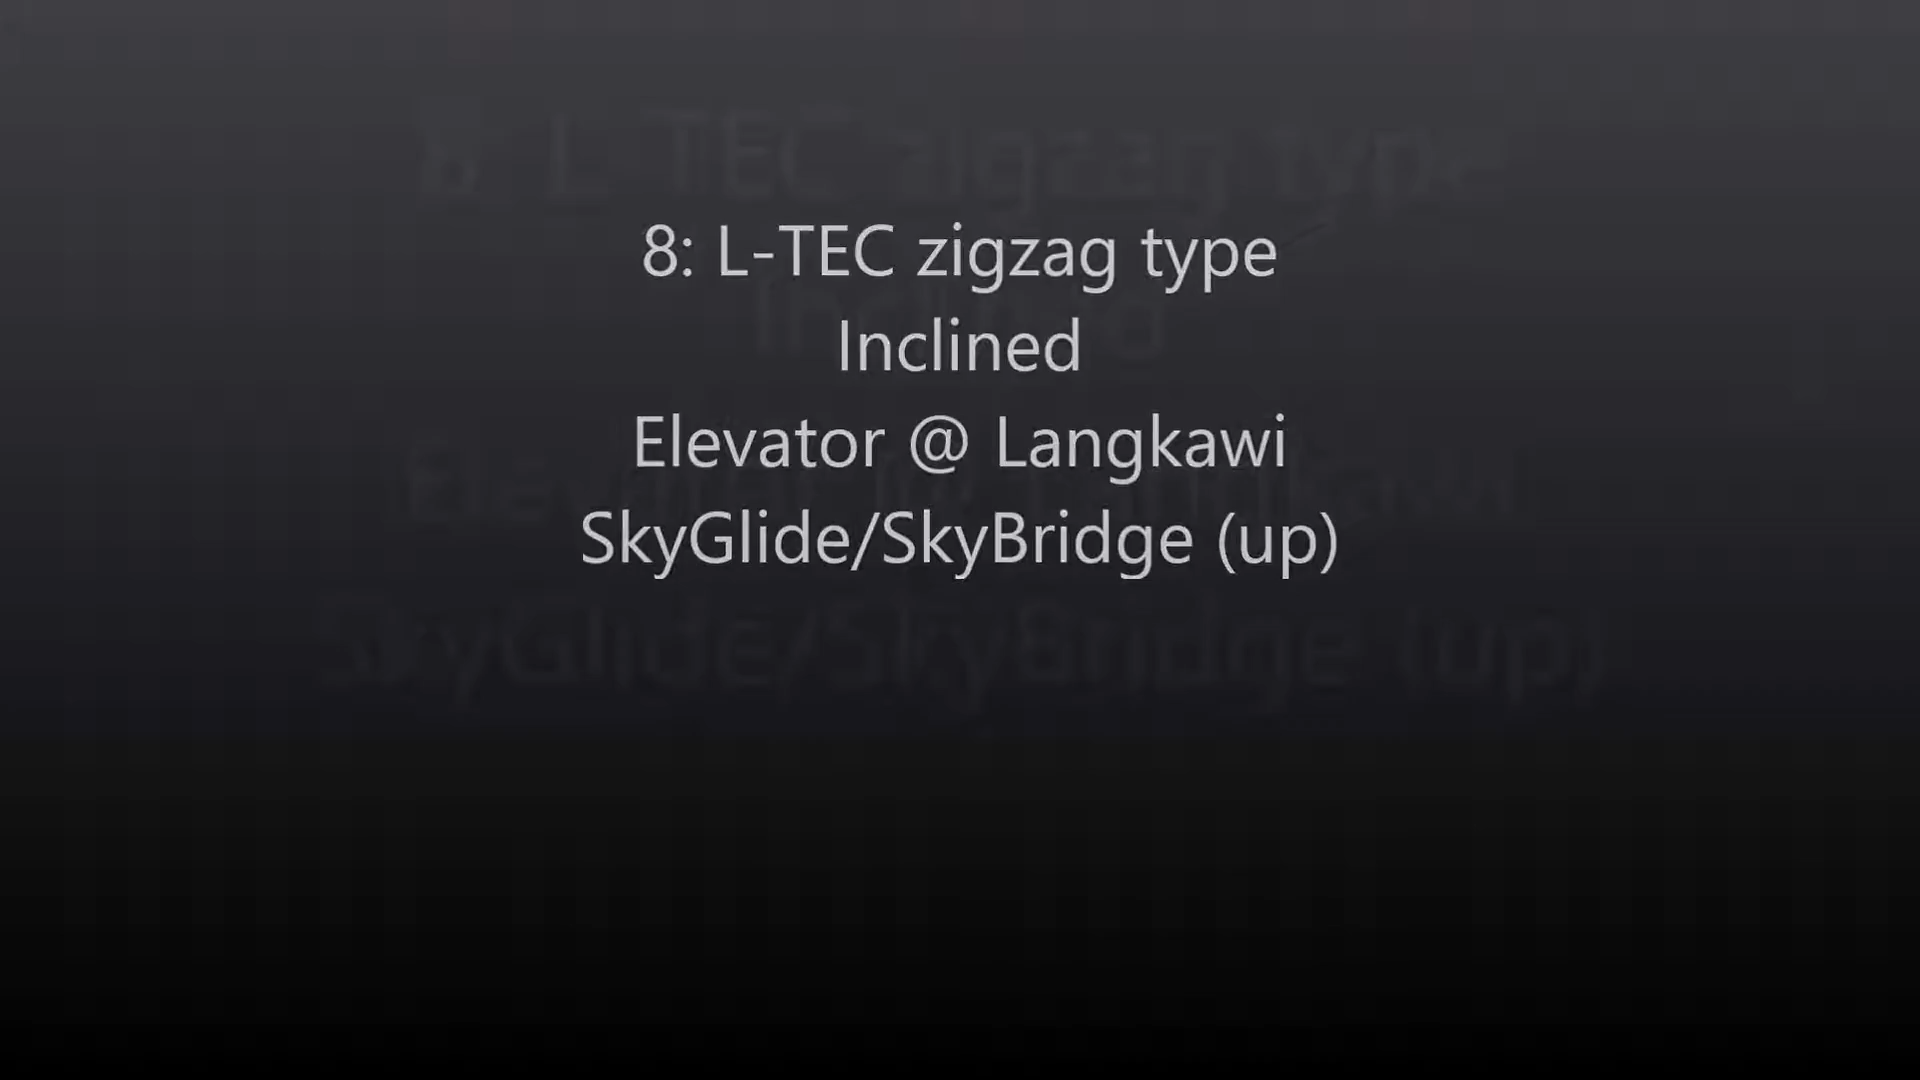 8: L-TEC zigzag type
Inclined
Elevator @ Langkawi
SkyGlide/SkyBridge (up)